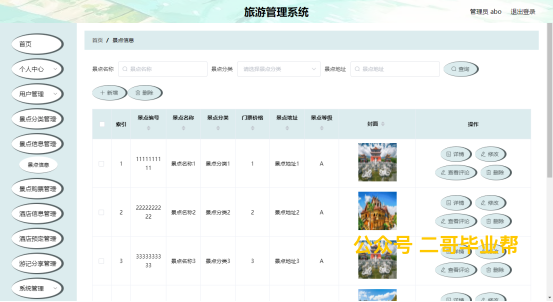 旅游管理系统
管理员 abo 退出登录
首页
个人中心
用户管理
景点分类管理
景点信息管理
景点信息
景点购票管理
酒店信息管理
酒店预定管理
游记分享管理
系统管理
首页 / 景点信息
景点名称 景点名称 景点分类 请选择景点分类 景点地址 景点地址 查询
新增 删除
索引 景点编号 景点名称 景点分类 门票价格 景点地址 景点等级 封面 操作
1 11111111111 景点名称1 景点分类1 1 景点地址1 A 详情 修改 查看评论 删除
2 22222222222 景点名称2 景点分类2 2 景点地址2 A 详情 修改 查看评论 删除
3 33333333333 景点名称3 景点分类3 3 景点地址3 A 详情 修改 查看评论 删除
公众号 二哥毕业帮
详情 修改